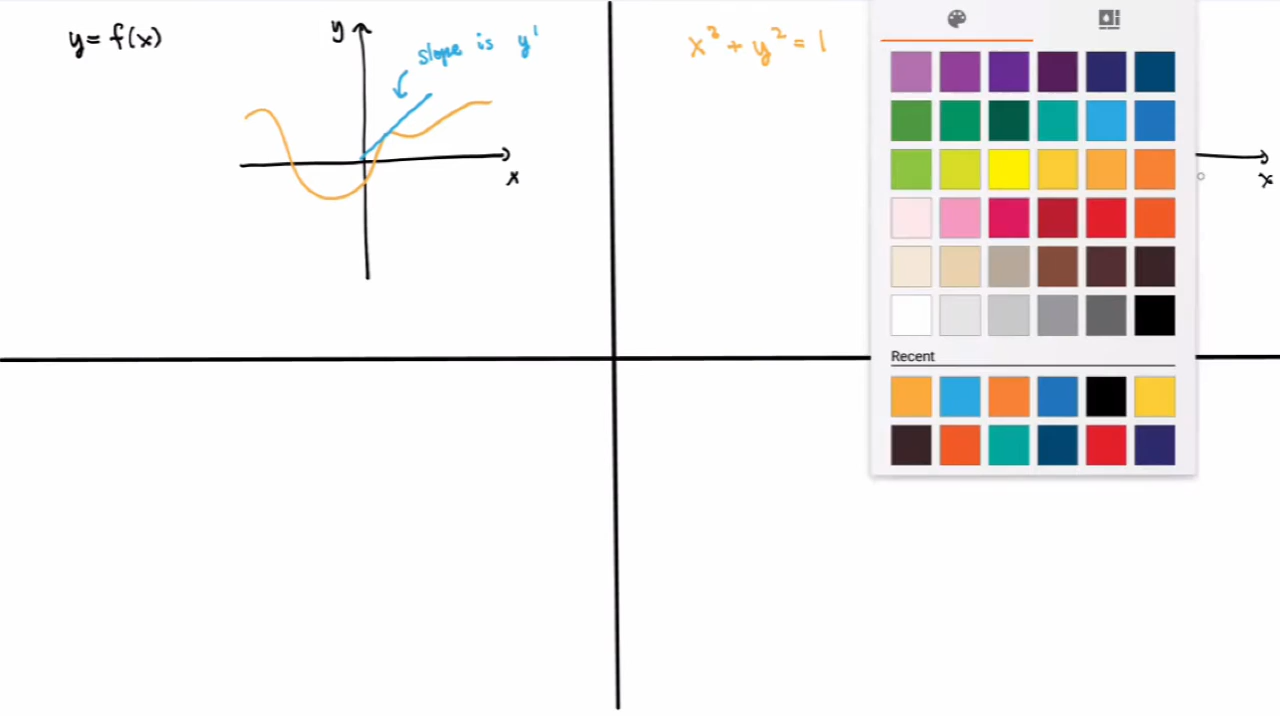 y = f(x)
y
slope is y'
x
x² + y² = 1
x
Recent